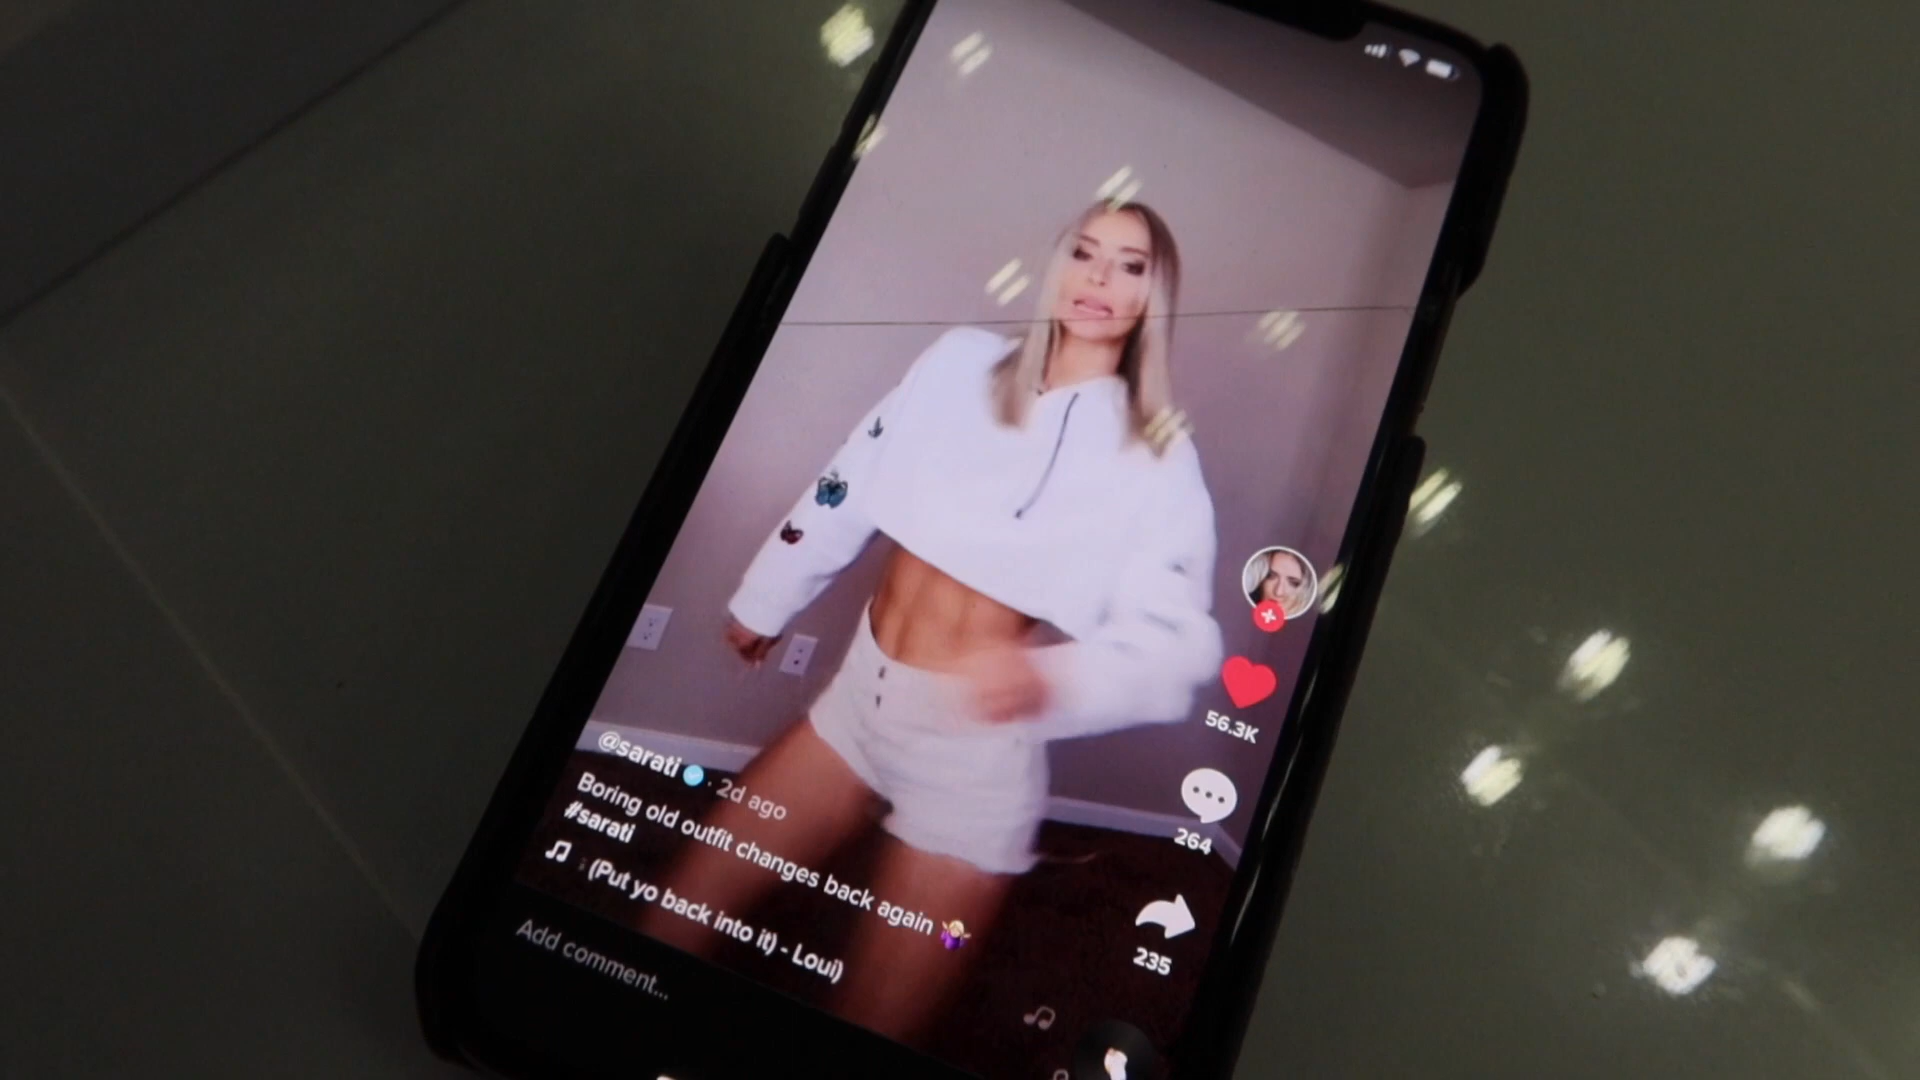 56.3K
@sarati · 2d ago
Boring old outfit changes back again
#sarati
264
: (Put yo back into it) - Loui)
235
Add comment...